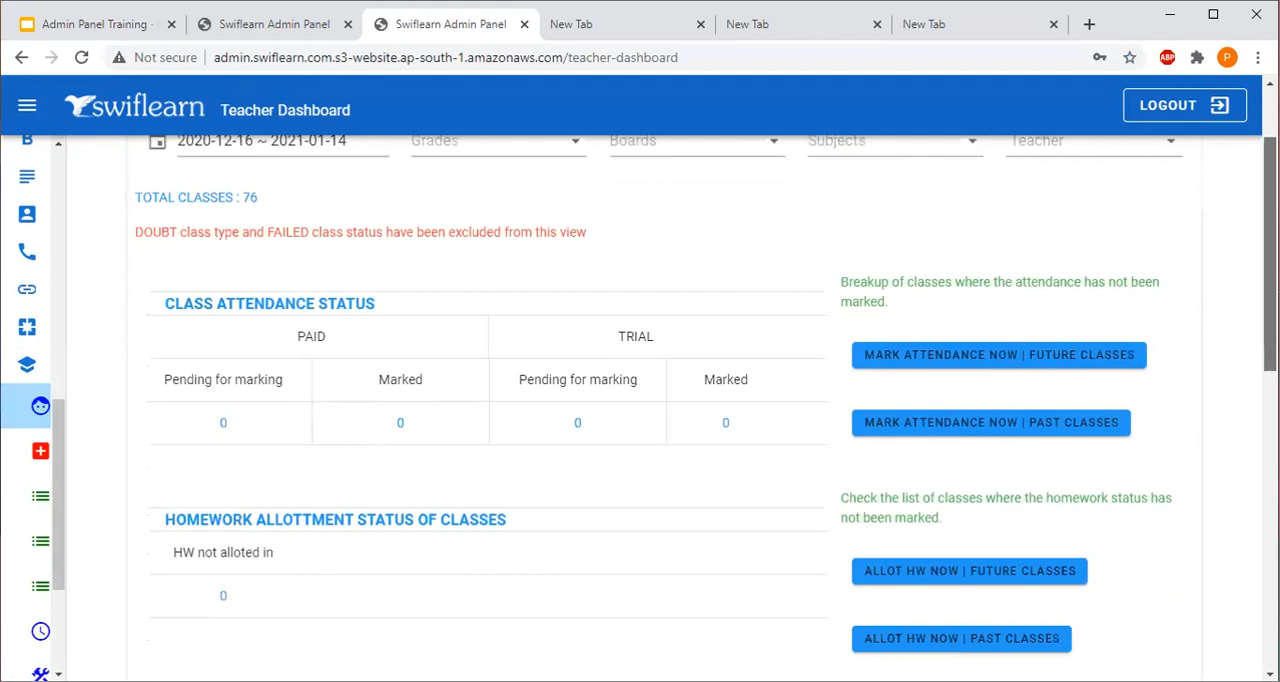 Admin Panel Training -
Swiflearn Admin Panel
Swiflearn Admin Panel
New Tab
New Tab
New Tab
Not secure
admin.swiflearn.com.s3-website.ap-south-1.amazonaws.com/teacher-dashboard
ABP
P
swiflearn
Teacher Dashboard
LOGOUT
B
2020-12-16 ~ 2021-01-14
Grades
Boards
Subjects
Teacher
TOTAL CLASSES : 76
DOUBT class type and FAILED class status have been excluded from this view
CLASS ATTENDANCE STATUS
PAID
TRIAL
Pending for marking
Marked
Pending for marking
Marked
0
0
0
0
Breakup of classes where the attendance has not been
marked.
MARK ATTENDANCE NOW | FUTURE CLASSES
MARK ATTENDANCE NOW | PAST CLASSES
HOMEWORK ALLOTTMENT STATUS OF CLASSES
HW not alloted in
0
Check the list of classes where the homework status has
not been marked.
ALLOT HW NOW | FUTURE CLASSES
ALLOT HW NOW | PAST CLASSES